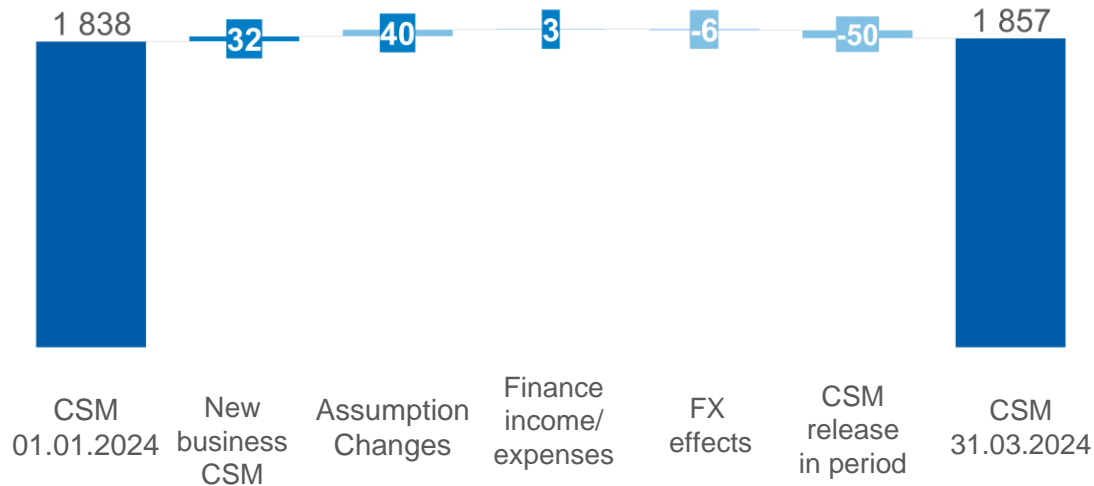 1 838
32
40
3
-6
-50
1 857
CSM
01.01.2024
New
business
CSM
Assumption
Changes
Finance
income/
expenses
FX
effects
CSM
release
in period
CSM
31.03.2024